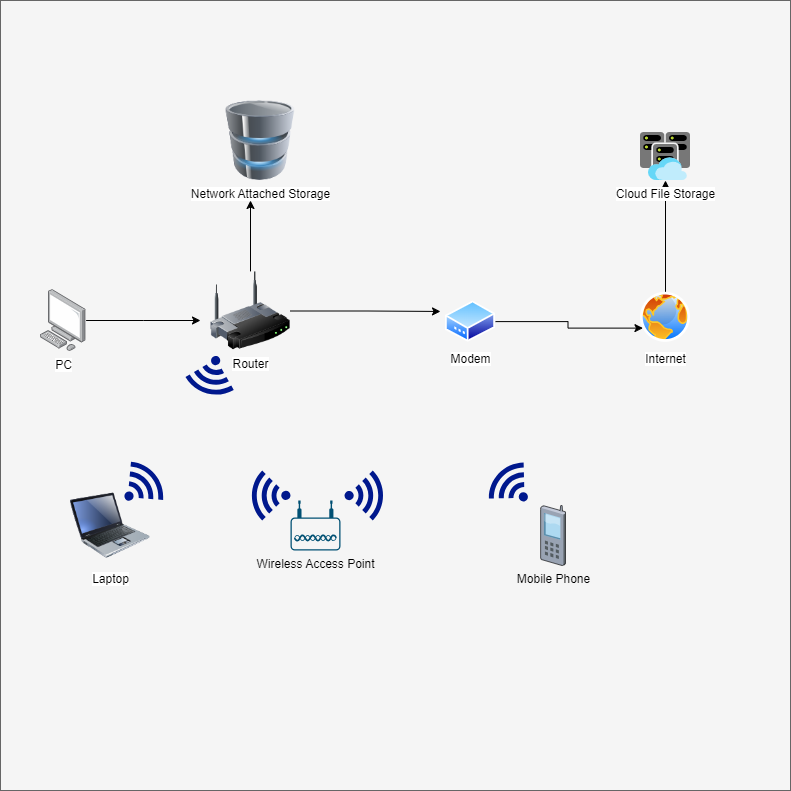 Network Attached Storage
Cloud File Storage
PC
Router
Modem
Internet
Laptop
Wireless Access Point
Mobile Phone